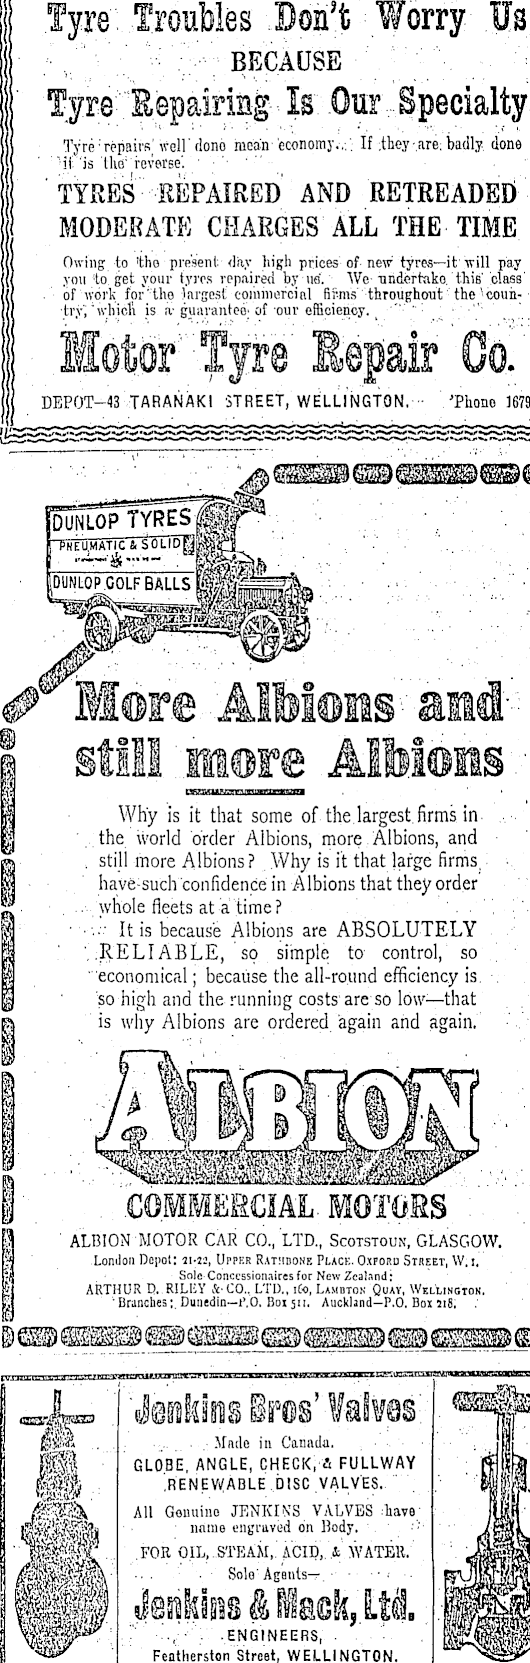 Tyre Troubles Don't Worry Us
BECAUSE
Tyre Repairing Is Our Specialty
Tyre repairs well done mean economy. If they are badly done
it is the reverse.
TYRES REPAIRED AND RETREADED
MODERATE CHARGES ALL THE TIME
Owing to the present day high prices of new tyres—it will pay
you to get your tyres repaired by us. We undertake this class
of work for the largest commercial firms throughout the coun-
try, which is a guarantee of our efficiency.
Motor Tyre Repair Co.
DEPOT—43 TARANAKI STREET, WELLINGTON. 'Phone 1679
DUNLOP TYRES
PNEUMATIC & SOLID
DUNLOP GOLF BALLS
More Albions and
still more Albions
Why is it that some of the largest firms in
the world order Albions, more Albions, and
still more Albions? Why is it that large firms
have such confidence in Albions that they order
whole fleets at a time?
It is because Albions are ABSOLUTELY
RELIABLE, so simple to control, so
economical; because the all-round efficiency is
so high and the running costs are so low—that
is why Albions are ordered again and again.
ALBION
COMMERCIAL MOTORS
ALBION MOTOR CAR CO., LTD., SCOTSTOUN, GLASGOW.
London Depot: 21-22, UPPER RATHBONE PLACE, OXFORD STREET, W.1.
Sole Concessionaires for New Zealand:
ARTHUR D. RILEY & CO., LTD., 160, LAMBTON QUAY, WELLINGTON.
Branches: Dunedin—P.O. Box 511. Auckland—P.O. Box 218.
Jenkins Bros' Valves
Made in Canada.
GLOBE, ANGLE, CHECK, & FULLWAY
RENEWABLE DISC VALVES.
All Genuine JENKINS VALVES have
name engraved on Body.
FOR OIL, STEAM, ACID, & WATER.
Sole Agents—
Jenkins & Mack, Ltd.
ENGINEERS,
Featherston Street, WELLINGTON.